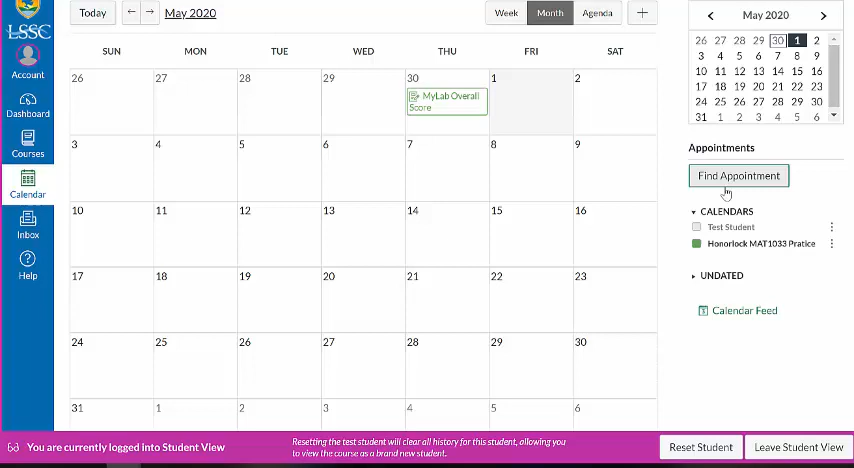 LSSC
Account
Dashboard
Courses
Calendar
Inbox
Help
Today ← → May 2020 Week Month Agenda +
SUN MON TUE WED THU FRI SAT
26 27 28 29 30 1 2
MyLab Overall
Score
3 4 5 6 7 8 9
10 11 12 13 14 15 16
17 18 19 20 21 22 23
24 25 26 27 28 29 30
31 1 2 3 4 5 6
May 2020
26 27 28 29 30 1 2
3 4 5 6 7 8 9
10 11 12 13 14 15 16
17 18 19 20 21 22 23
24 25 26 27 28 29 30
31 1 2 3 4 5 6
Appointments
Find Appointment
CALENDARS
Test Student
Honorlock MAT1033 Pratice
UNDATED
Calendar Feed
You are currently logged into Student View
Resetting the test student will clear all history for this student, allowing you
to view the course as a brand new student.
Reset Student
Leave Student View